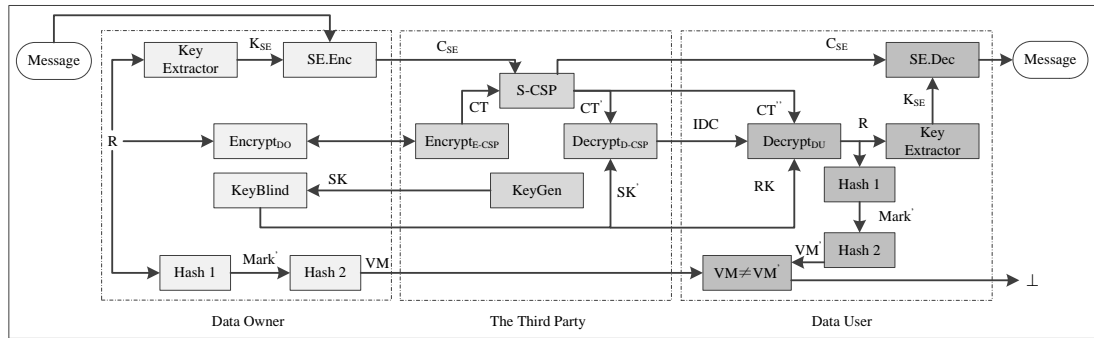 Message
Key
Extractor
K_SE
SE.Enc
C_SE
S-CSP
C_SE
SE.Dec
Message
CT
CT'
CT''
K_SE
R
Encrypt_DO
Encrypt_E-CSP
Decrypt_D-CSP
IDC
Decrypt_DU
R
Key
Extractor
KeyBlind
SK
KeyGen
SK'
RK
Hash 1
Mark'
Hash 2
Hash 1
Mark'
Hash 2
VM
VM'
VM≠VM'
⊥
Data Owner
The Third Party
Data User